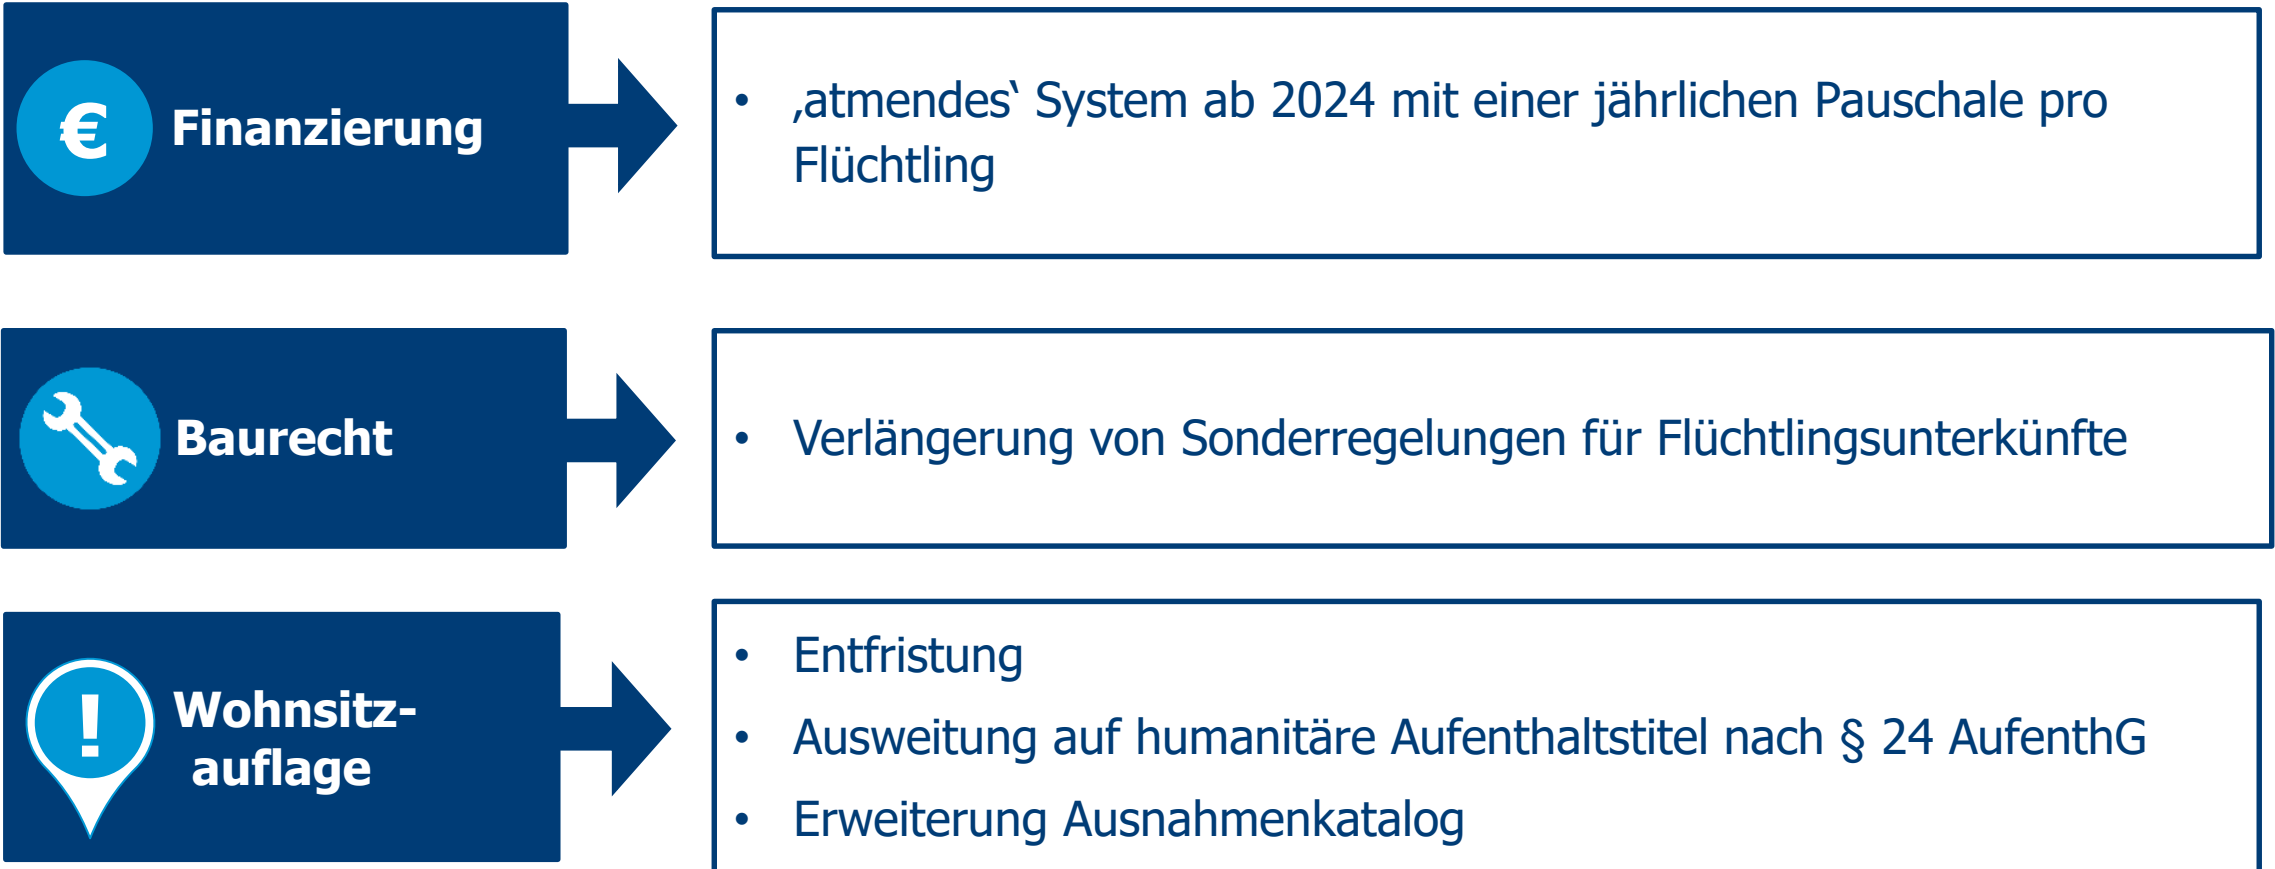 €
Finanzierung
• ‚atmendes‘ System ab 2024 mit einer jährlichen Pauschale pro
Flüchtling
Baurecht
• Verlängerung von Sonderregelungen für Flüchtlingsunterkünfte
!
Wohnsitz-
auflage
• Entfristung
• Ausweitung auf humanitäre Aufenthaltstitel nach § 24 AufenthG
• Erweiterung Ausnahmenkatalog